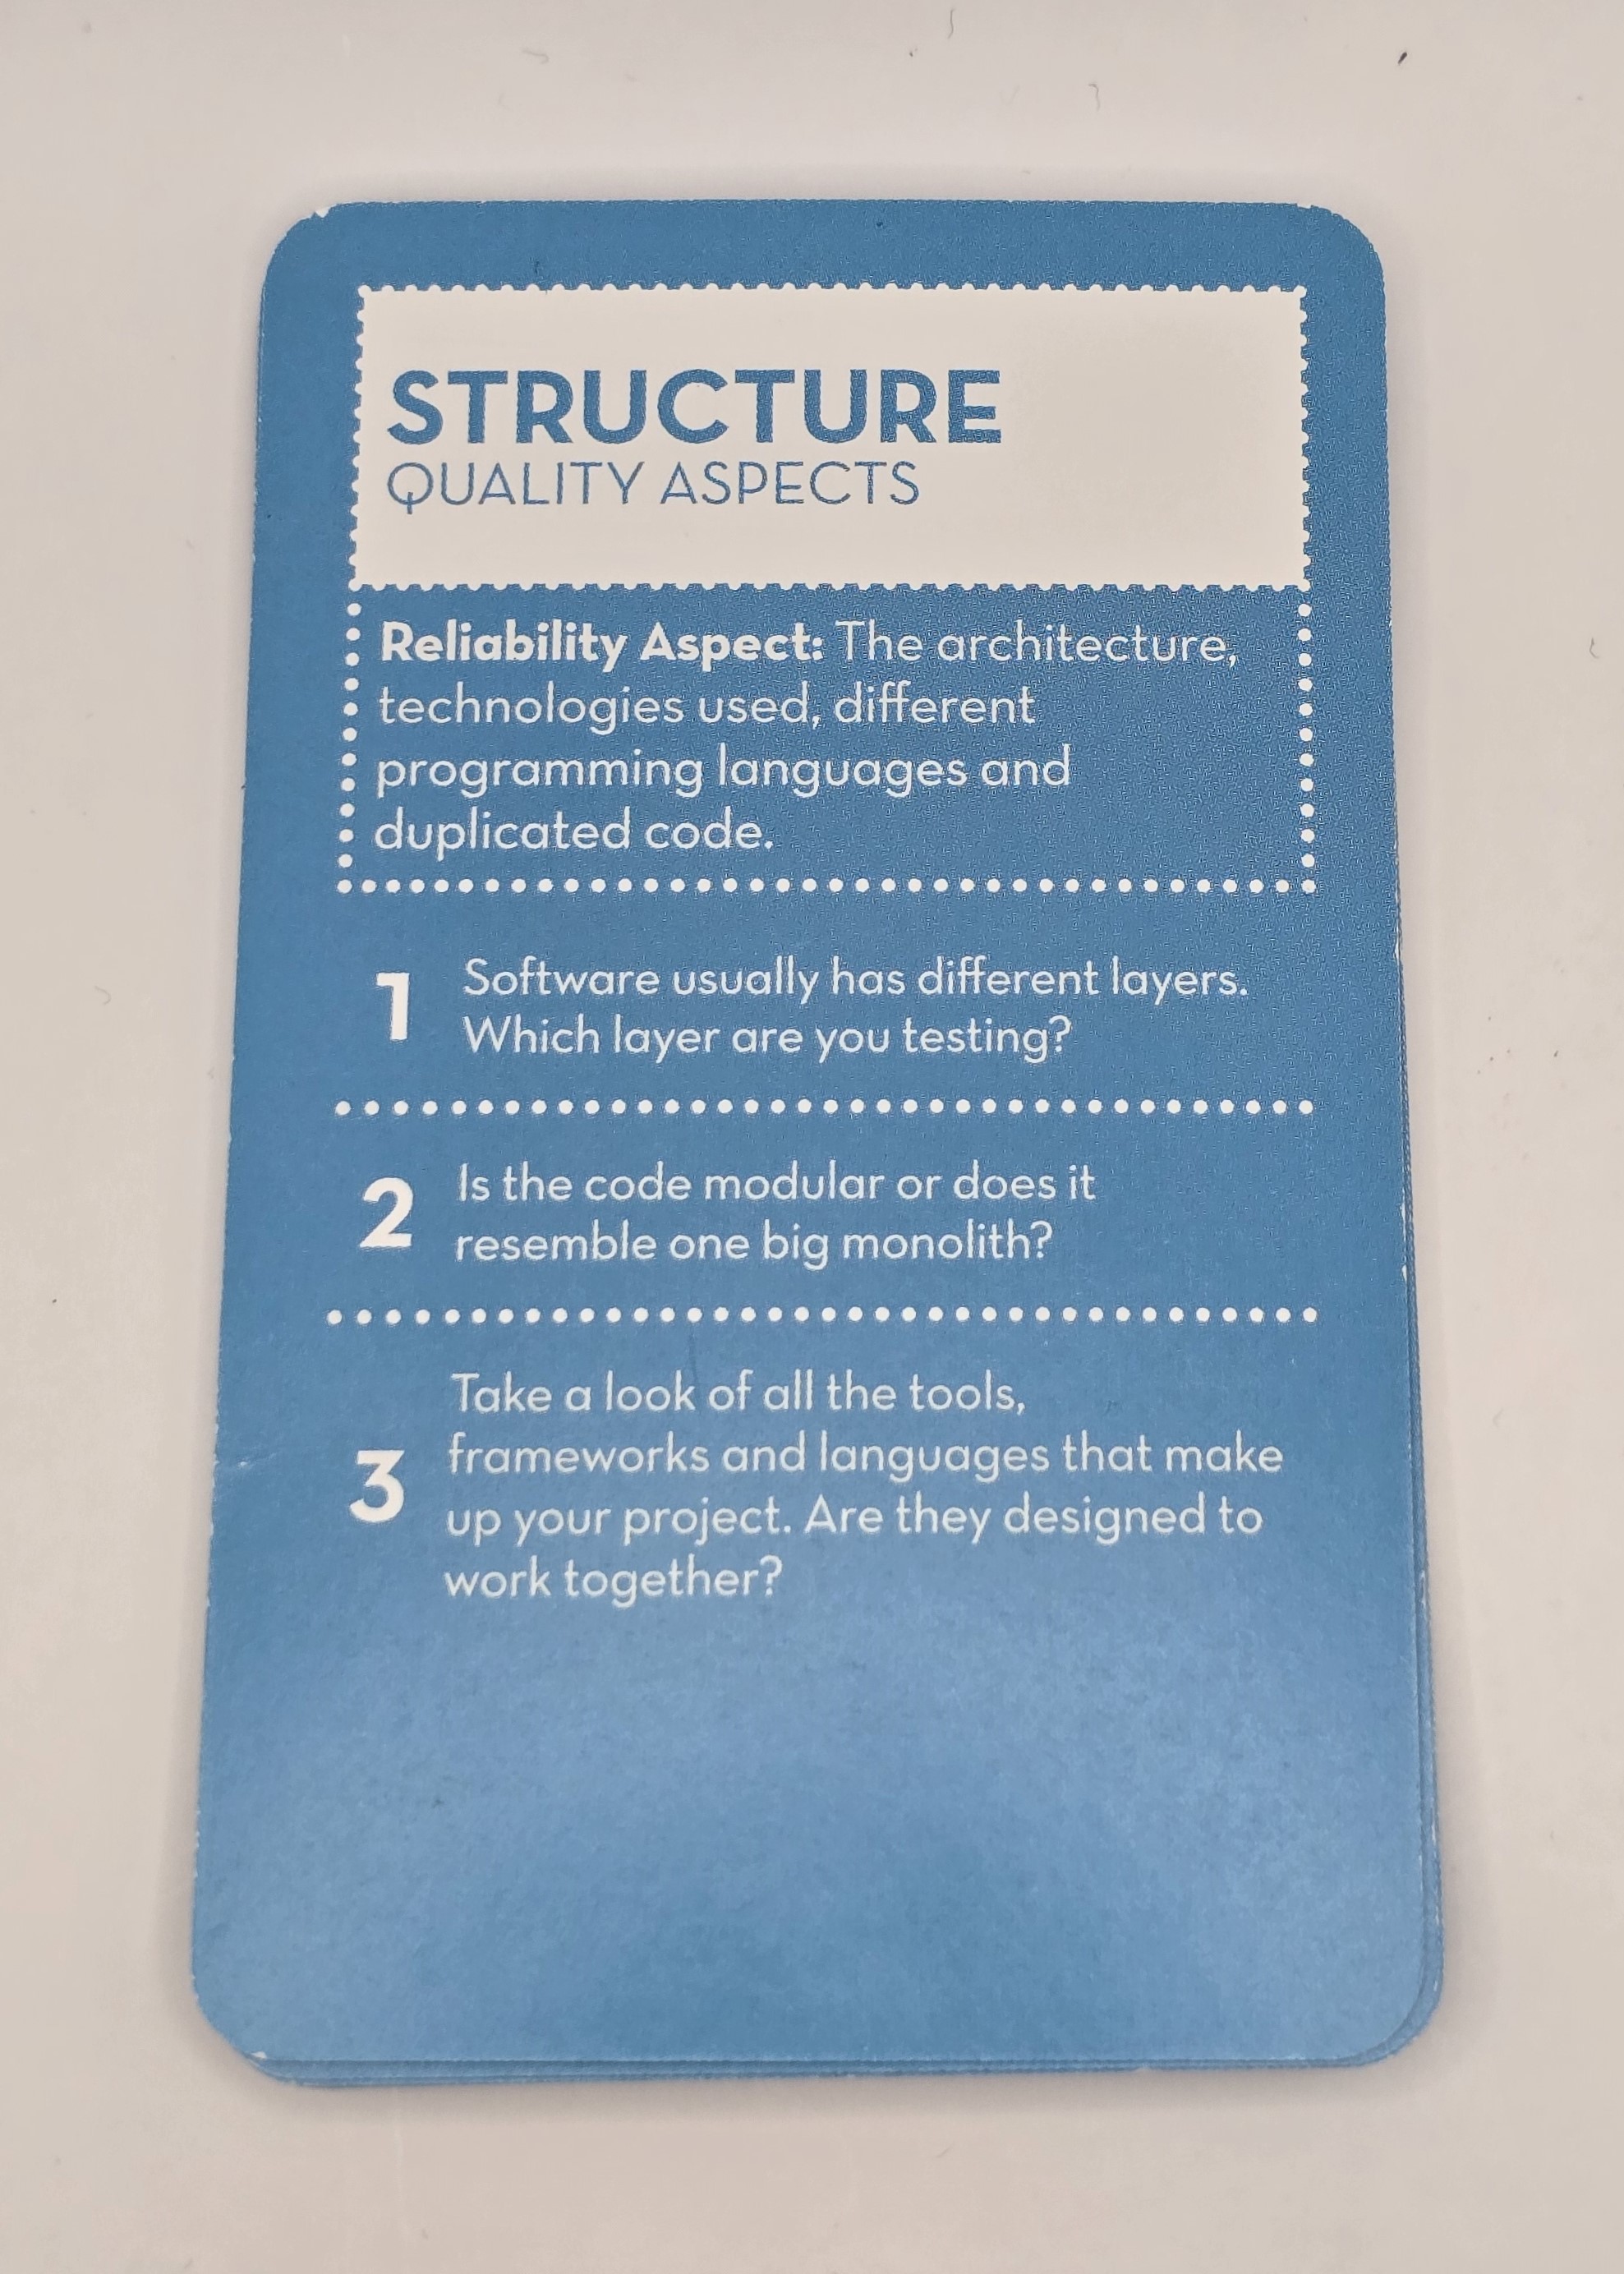 STRUCTURE
QUALITY ASPECTS
Reliability Aspect: The architecture,
technologies used, different
programming languages and
duplicated code.
1 Software usually has different layers.
Which layer are you testing?
2 Is the code modular or does it
resemble one big monolith?
3 Take a look of all the tools,
frameworks and languages that make
up your project. Are they designed to
work together?